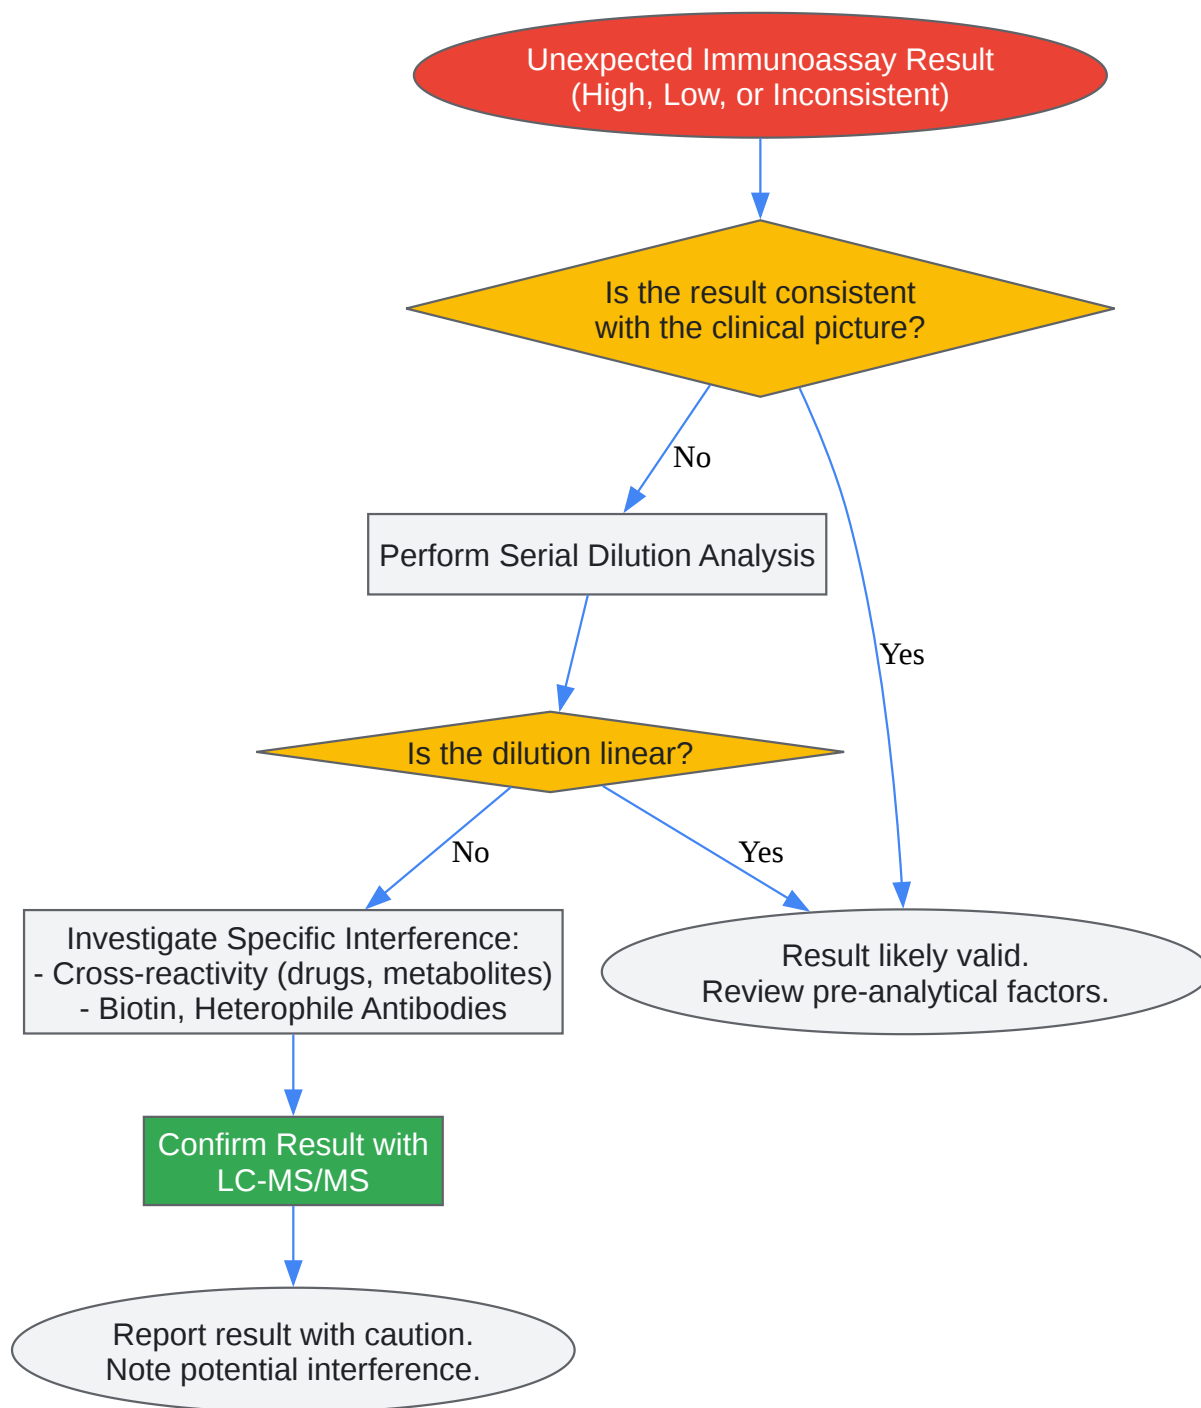 Unexpected Immunoassay Result
(High, Low, or Inconsistent)
Is the result consistent
with the clinical picture?
No
Perform Serial Dilution Analysis
Yes
Is the dilution linear?
No
Yes
Investigate Specific Interference:
- Cross-reactivity (drugs, metabolites)
- Biotin, Heterophile Antibodies
Result likely valid.
Review pre-analytical factors.
Confirm Result with
LC-MS/MS
Report result with caution.
Note potential interference.